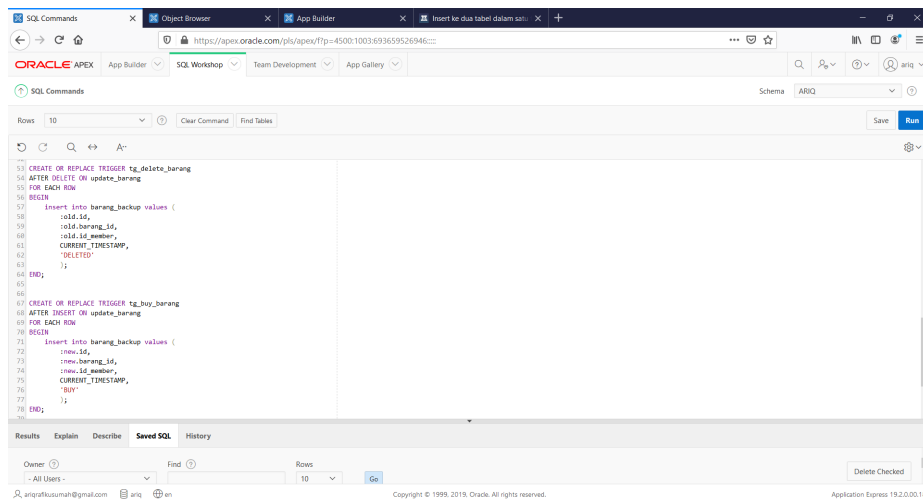 SQL Commands
Object Browser
App Builder
Insert ke dua tabel dalam satu
https://apex.oracle.com/pls/apex/f?p=4500:1003:693659526946::::
ORACLE APEX App Builder SQL Workshop Team Development App Gallery ariq
SQL Commands Schema ARIQ
Rows 10 Clear Command Find Tables Save Run
A··
53 CREATE OR REPLACE TRIGGER tg_delete_barang
54 AFTER DELETE ON update_barang
55 FOR EACH ROW
56 BEGIN
57 insert into barang_backup values (
58 :old.id,
59 :old.barang_id,
60 :old.id_member,
61 CURRENT_TIMESTAMP,
62 'DELETED'
63 );
64 END;
65
66
67 CREATE OR REPLACE TRIGGER tg_buy_barang
68 AFTER INSERT ON update_barang
69 FOR EACH ROW
70 BEGIN
71 insert into barang_backup values (
72 :new.id,
73 :new.barang_id,
74 :new.id_member,
75 CURRENT_TIMESTAMP,
76 'BUY'
77 );
78 END;
Results Explain Describe Saved SQL History
Owner Find Rows
- All Users - 10 Go Delete Checked
ariqrafikusumah@gmail.com ariq en Copyright © 1999, 2019, Oracle. All rights reserved. Application Express 19.2.0.00.1